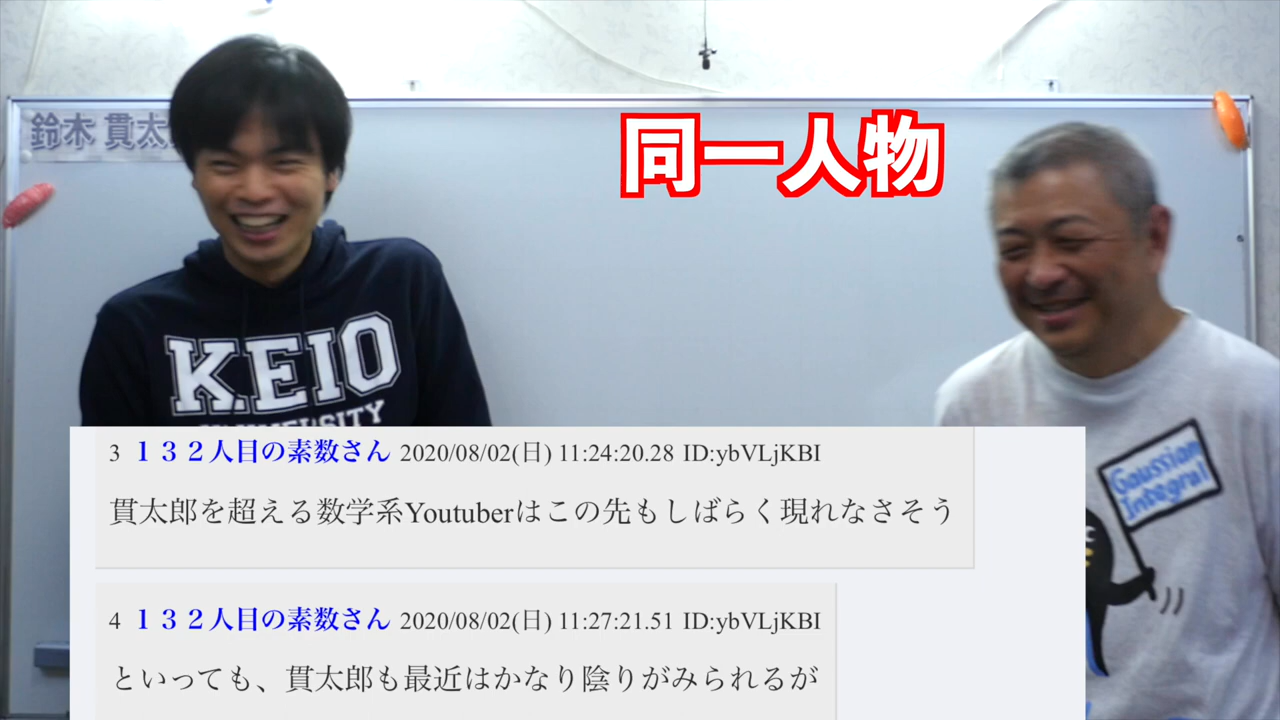 鈴木 貫太
同一人物
KEIO
UNIVERSITY
Gaussian
Integral
3 １３２人目の素数さん 2020/08/02(日) 11:24:20.28 ID:ybVLjKBI
貫太郎を超える数学系Youtuberはこの先もしばらく現れなさそう
4 １３２人目の素数さん 2020/08/02(日) 11:27:21.51 ID:ybVLjKBI
といっても、貫太郎も最近はかなり陰りがみられるが